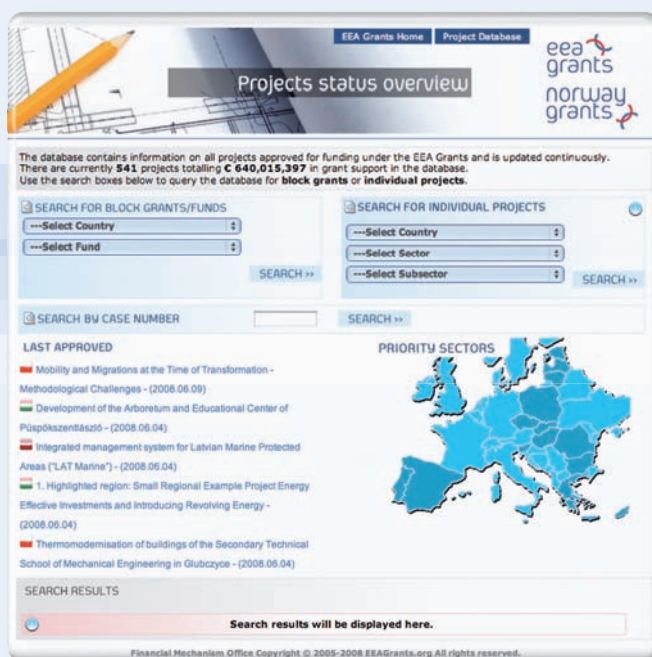 EEA Grants Home Project Database
eea
grants
norway
grants
Projects status overview
The database contains information on all projects approved for funding under the EEA Grants and is updated continuously.
There are currently 541 projects totalling € 640,015,397 in grant support in the database.
Use the search boxes below to query the database for block grants or individual projects.
SEARCH FOR BLOCK GRANTS/FUNDS
---Select Country
---Select Fund
SEARCH »
SEARCH FOR INDIVIDUAL PROJECTS
---Select Country
---Select Sector
---Select Subsector
SEARCH »
SEARCH BY CASE NUMBER SEARCH »
LAST APPROVED
Mobility and Migrations at the Time of Transformation -
Methodological Challenges - (2008.06.09)
Development of the Arboretum and Educational Center of
Püspökszentlászló - (2008.06.04)
Integrated management system for Latvian Marine Protected
Areas ("LAT Marine") - (2008.06.04)
1. Highlighted region: Small Regional Example Project Energy
Effective Investments and Introducing Revolving Energy -
(2008.06.04)
Thermomodernisation of buildings of the Secondary Technical
School of Mechanical Engineering in Glubczyce - (2008.06.04)
PRIORITY SECTORS
SEARCH RESULTS
Search results will be displayed here.
Financial Mechanism Office Copyright © 2005-2008 EEAGrants.org All rights reserved.